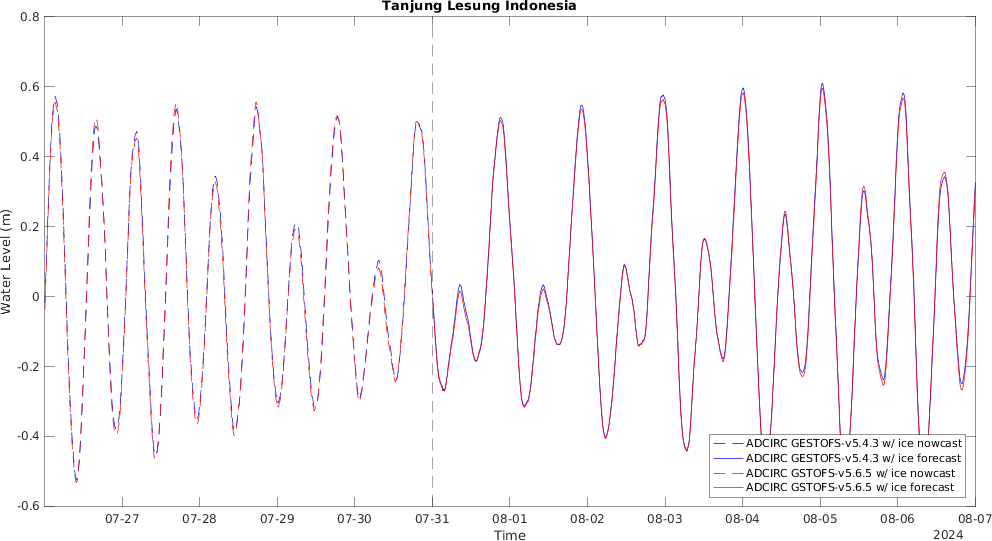 Tanjung Lesung Indonesia
0.8
0.6
0.4
0.2
0
-0.2
-0.4
-0.6
Water Level (m)
ADCIRC GESTOFS-v5.4.3 w/ ice nowcast
ADCIRC GESTOFS-v5.4.3 w/ ice forecast
ADCIRC GSTOFS-v5.6.5 w/ ice nowcast
ADCIRC GSTOFS-v5.6.5 w/ ice forecast
07-27 07-28 07-29 07-30 07-31 08-01 08-02 08-03 08-04 08-05 08-06 08-07
Time
2024